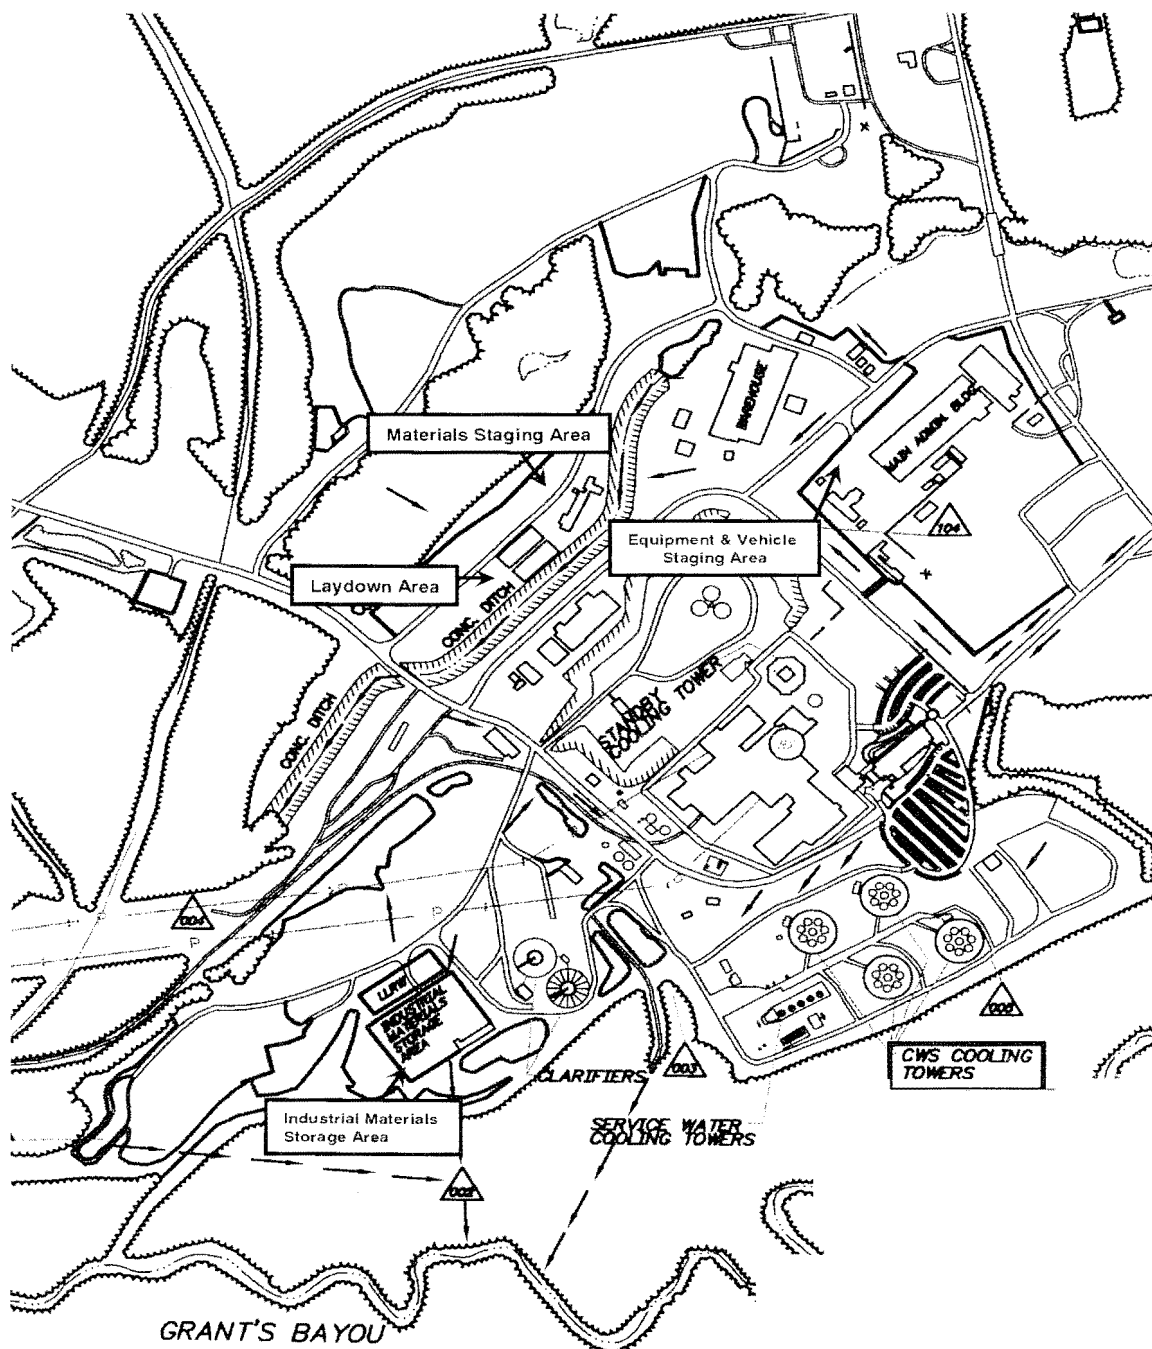 WAREHOUSE
MAIN ADMIN. BLDG
Materials Staging Area
104
Equipment & Vehicle
Staging Area
Laydown Area
CONC. DITCH
CONC. DITCH
STANDBY
COOLING TOWER
004
P
P
LLRW
INDUSTRIAL
MATERIALS
STORAGE
AREA
005
CWS COOLING
TOWERS
CLARIFIERS
003
Industrial Materials
Storage Area
SERVICE WATER
COOLING TOWERS
002
GRANT'S BAYOU